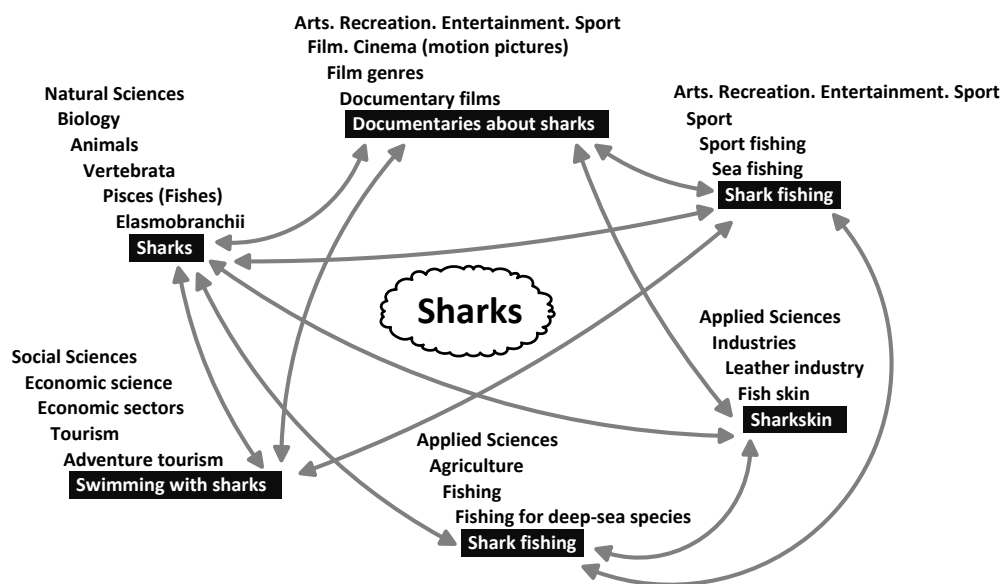 Arts. Recreation. Entertainment. Sport
Film. Cinema (motion pictures)
Film genres
Documentary films
Documentaries about sharks
Natural Sciences
Biology
Animals
Vertebrata
Pisces (Fishes)
Elasmobranchii
Sharks
Arts. Recreation. Entertainment. Sport
Sport
Sport fishing
Sea fishing
Shark fishing
Sharks
Social Sciences
Economic science
Economic sectors
Tourism
Adventure tourism
Swimming with sharks
Applied Sciences
Industries
Leather industry
Fish skin
Sharkskin
Applied Sciences
Agriculture
Fishing
Fishing for deep-sea species
Shark fishing